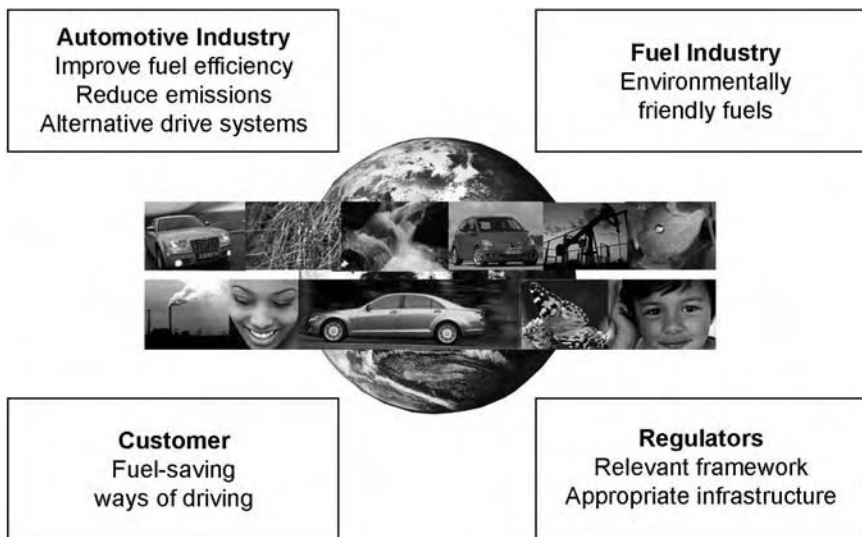 Automotive Industry
Improve fuel efficiency
Reduce emissions
Alternative drive systems
Fuel Industry
Environmentally
friendly fuels
Customer
Fuel-saving
ways of driving
Regulators
Relevant framework
Appropriate infrastructure